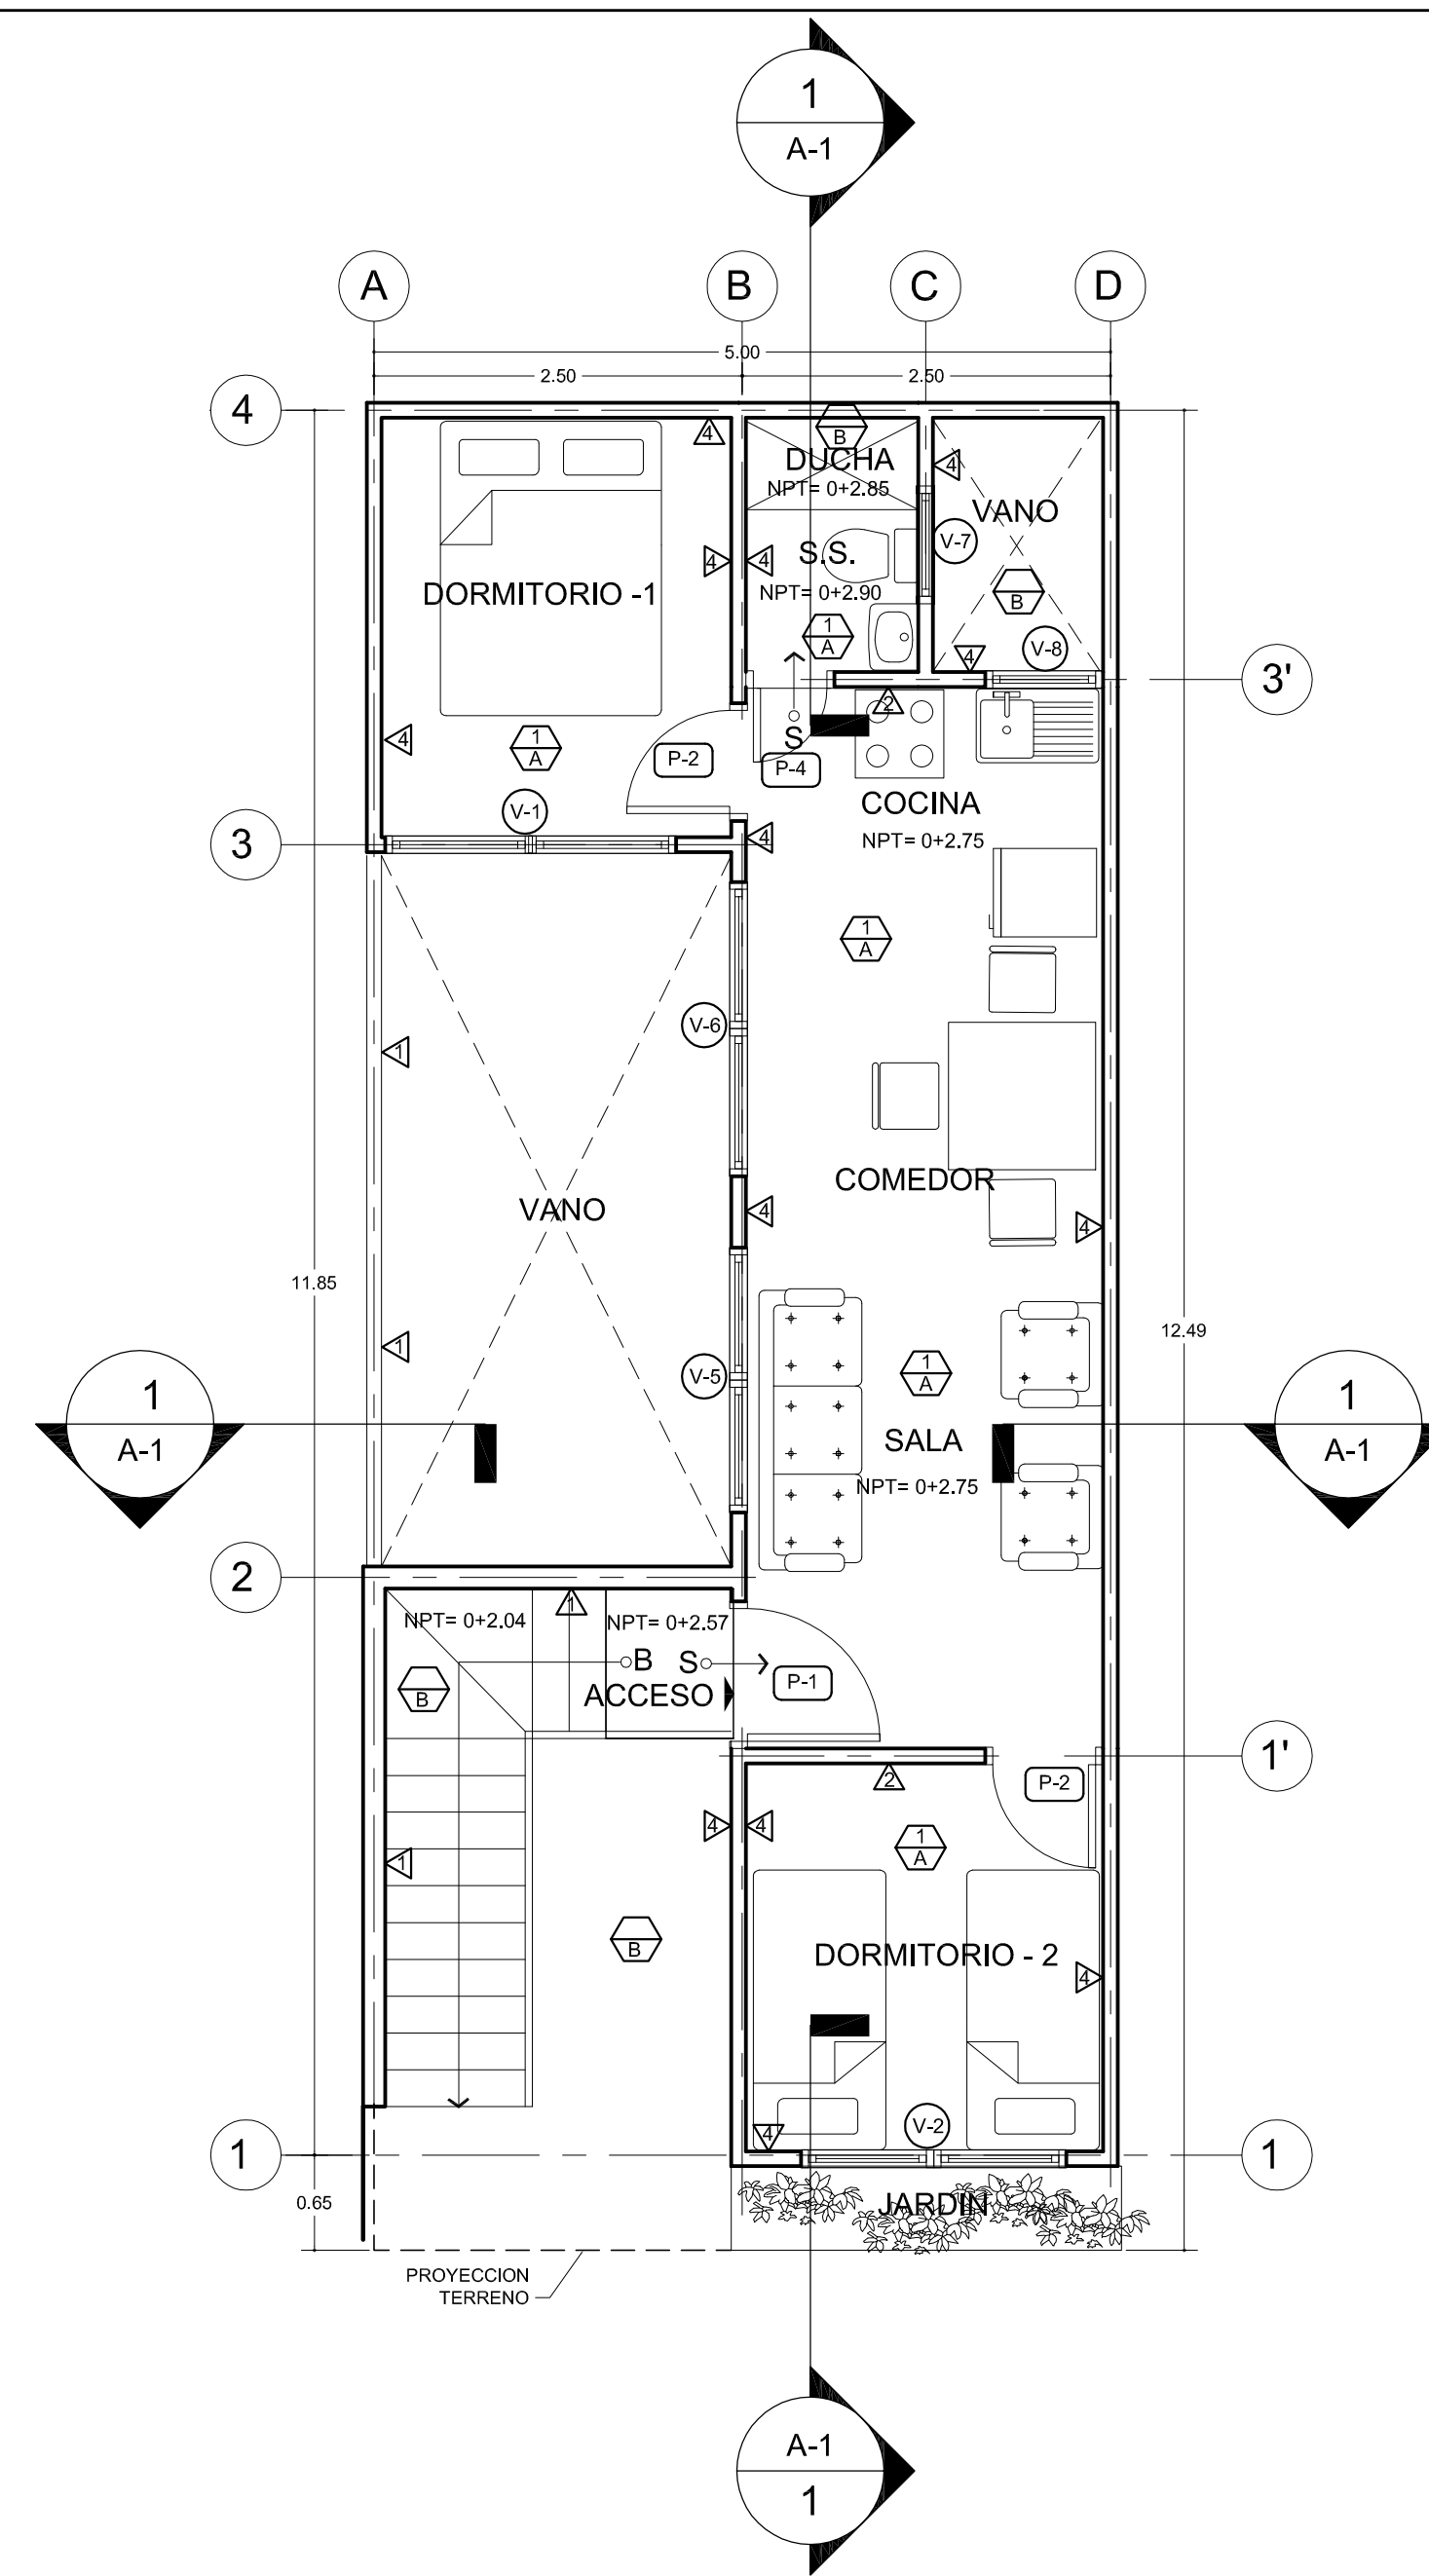 1
A-1
A
B
C
D
5.00
2.50
2.50
4
4
B
DUCHA
NPT= 0+2.85
4
VANO
V-7
4
4
S.S.
NPT= 0+2.90
DORMITORIO -1
B
1
A
V-8
4
3'
2
4
1
A
P-2
S
P-4
COCINA
NPT= 0+2.75
V-1
3
4
1
A
V-6
1
COMEDOR
VANO
4
4
11.85
12.49
1
V-5
1
A
1
A-1
1
A-1
SALA
NPT= 0+2.75
2
NPT= 0+2.04
1
NPT= 0+2.57
B
S
B
ACCESO
P-1
1'
2
P-2
4
4
1
A
1
B
DORMITORIO - 2
4
V-2
4
1
1
0.65
JARDIN
PROYECCION
TERRENO
A-1
1